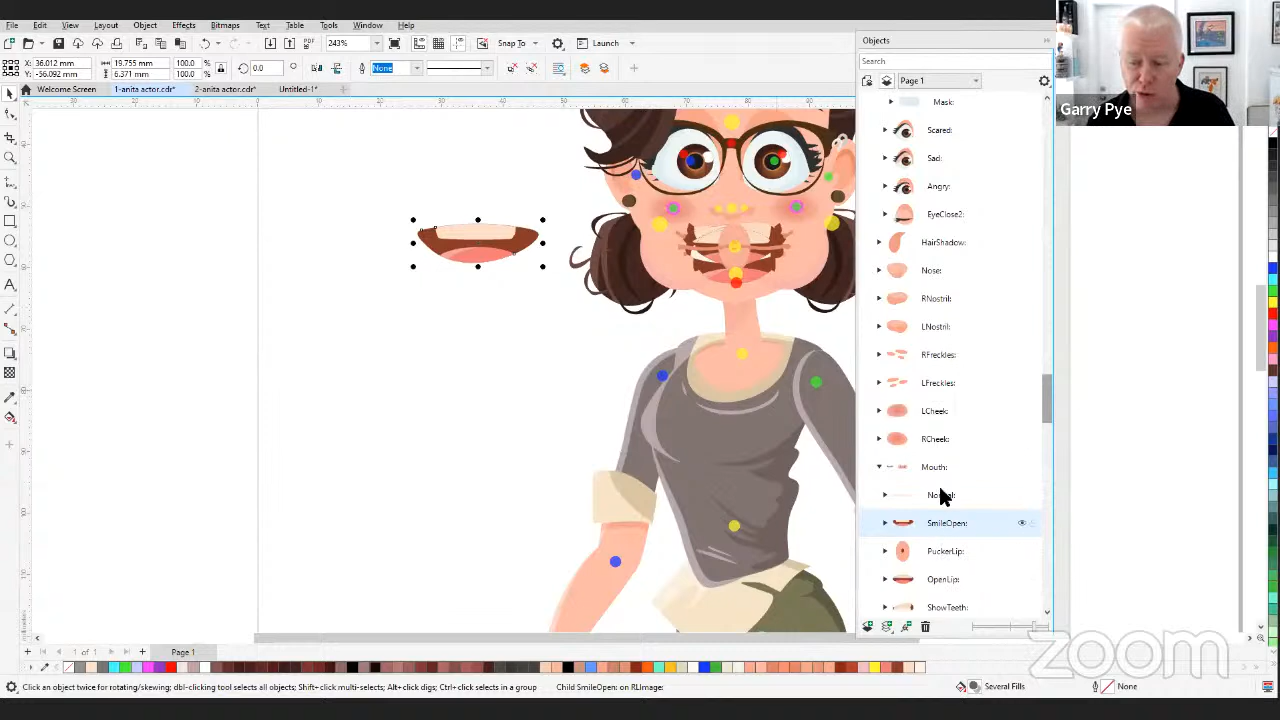 File Edit View Layout Object Effects Bitmaps Text Table Tools Window Help
243% Snap To Launch
X: 36.012 mm 19.755 mm 100.0 %
Y: -56.092 mm 6.371 mm 100.0 % 0.0 None
Welcome Screen 1-anita actor.cdr* 2-anita actor.cdr* Untitled-1*
Objects
Search
Page 1
Mask:
Scared:
Sad:
Angry:
EyeClose2:
HairShadow:
Nose:
RNostril:
LNostril:
RFreckles:
LFreckles:
LCheek:
RCheek:
Mouth:
SmileOpen:
PuckerLip:
OpenLip:
ShowTeeth:
Garry Pye
1 of 1 Page 1
Click an object twice for rotating/skewing; dbl-clicking tool selects all objects; Shift+click multi-selects; Alt+click digs; Ctrl+click selects in a group Child SmileOpen: on RLImage: Several Fills None
zoom